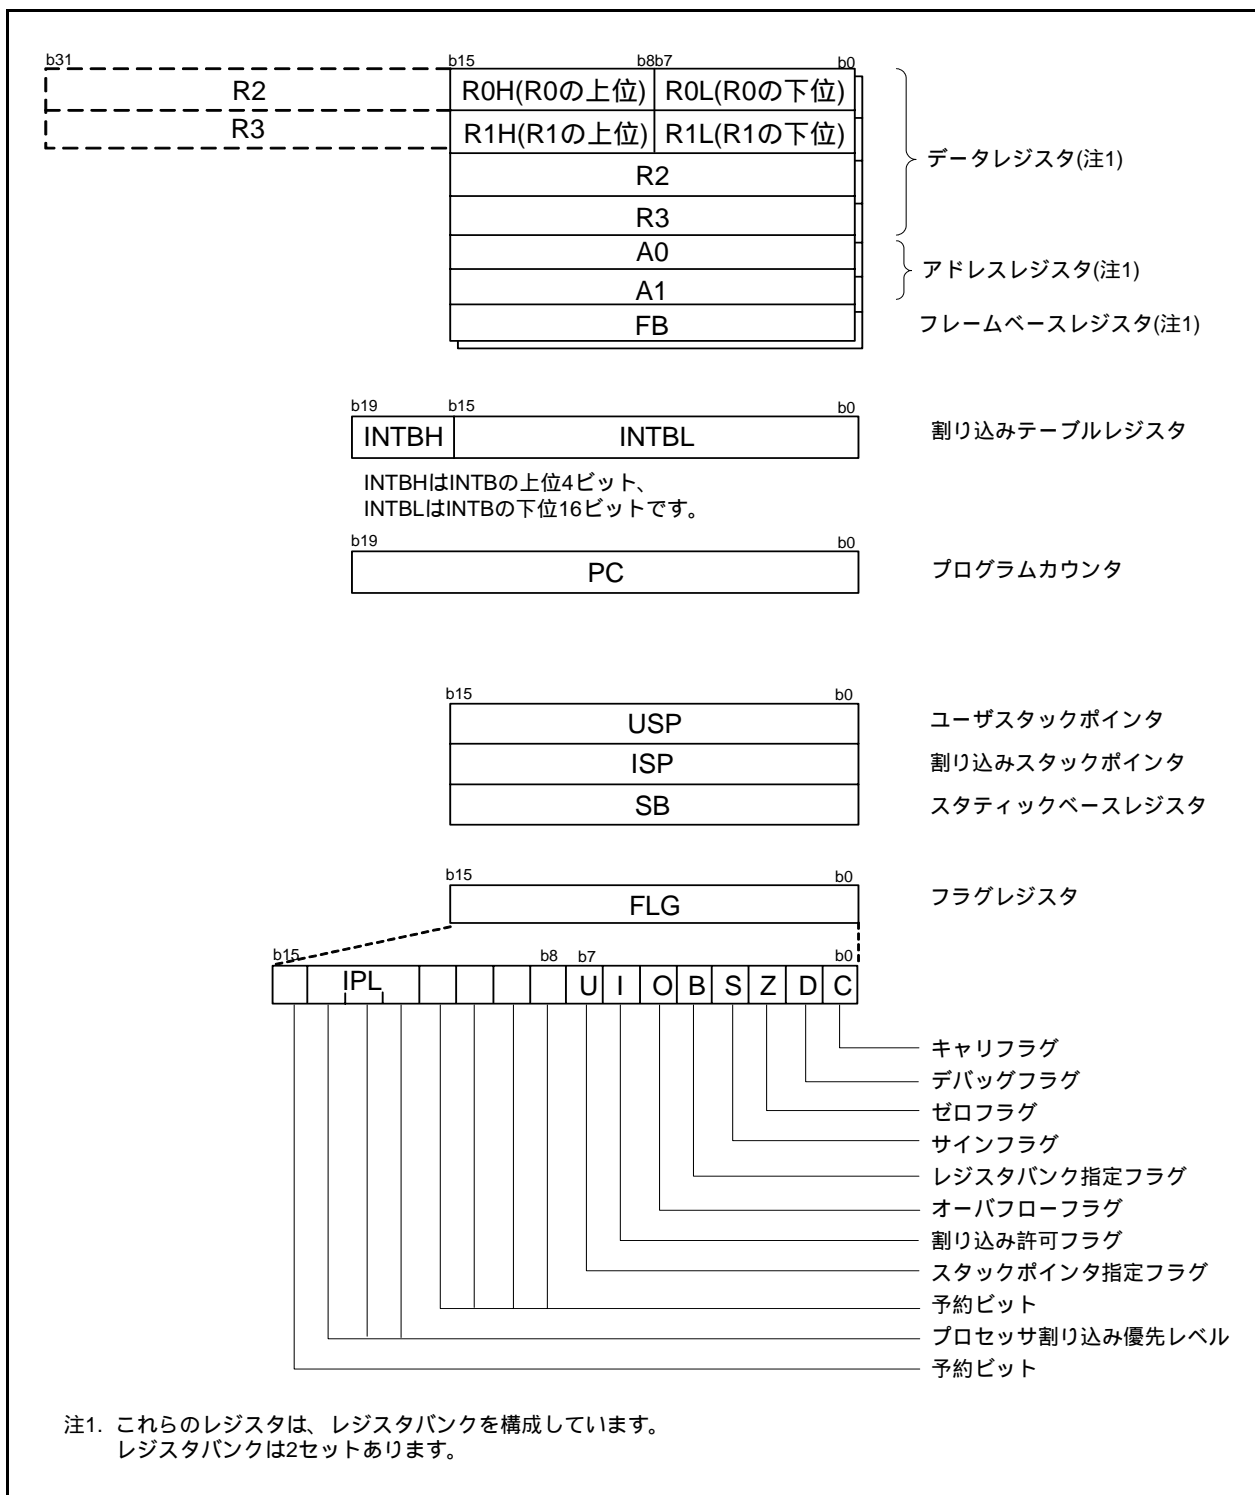 b31 b15 b8b7 b0
R2 R0H(R0の上位) R0L(R0の下位)
R3 R1H(R1の上位) R1L(R1の下位)
データレジスタ(注1)
R2
R3
A0
アドレスレジスタ(注1)
A1
FB フレームベースレジスタ(注1)
b19 b15 b0
INTBH INTBL 割り込みテーブルレジスタ
INTBHはINTBの上位4ビット、
INTBLはINTBの下位16ビットです。
b19 b0
PC プログラムカウンタ
b15 b0
USP ユーザスタックポインタ
ISP 割り込みスタックポインタ
SB スタティックベースレジスタ
b15 b0
FLG フラグレジスタ
b15 b8 b7 b0
IPL U I O B S Z D C
キャリフラグ
デバッグフラグ
ゼロフラグ
サインフラグ
レジスタバンク指定フラグ
オーバフローフラグ
割り込み許可フラグ
スタックポインタ指定フラグ
予約ビット
プロセッサ割り込み優先レベル
予約ビット
注1. これらのレジスタは、レジスタバンクを構成しています。
レジスタバンクは2セットあります。